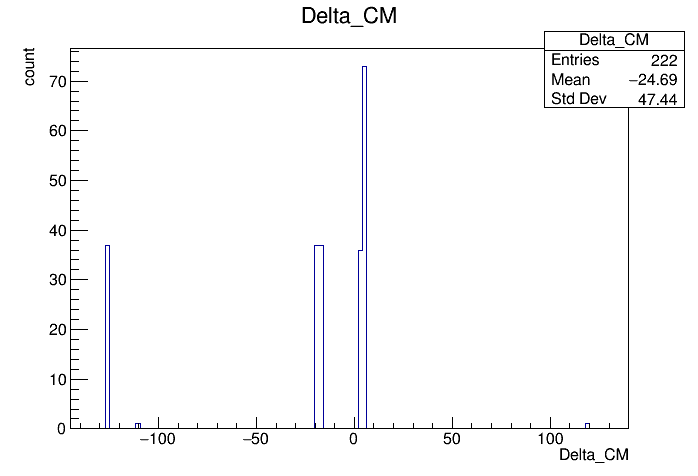 Delta_CM
count
Delta_CM
Entries 222
Mean −24.69
Std Dev 47.44
70
60
50
40
30
20
10
0
−100 −50 0 50 100
Delta_CM